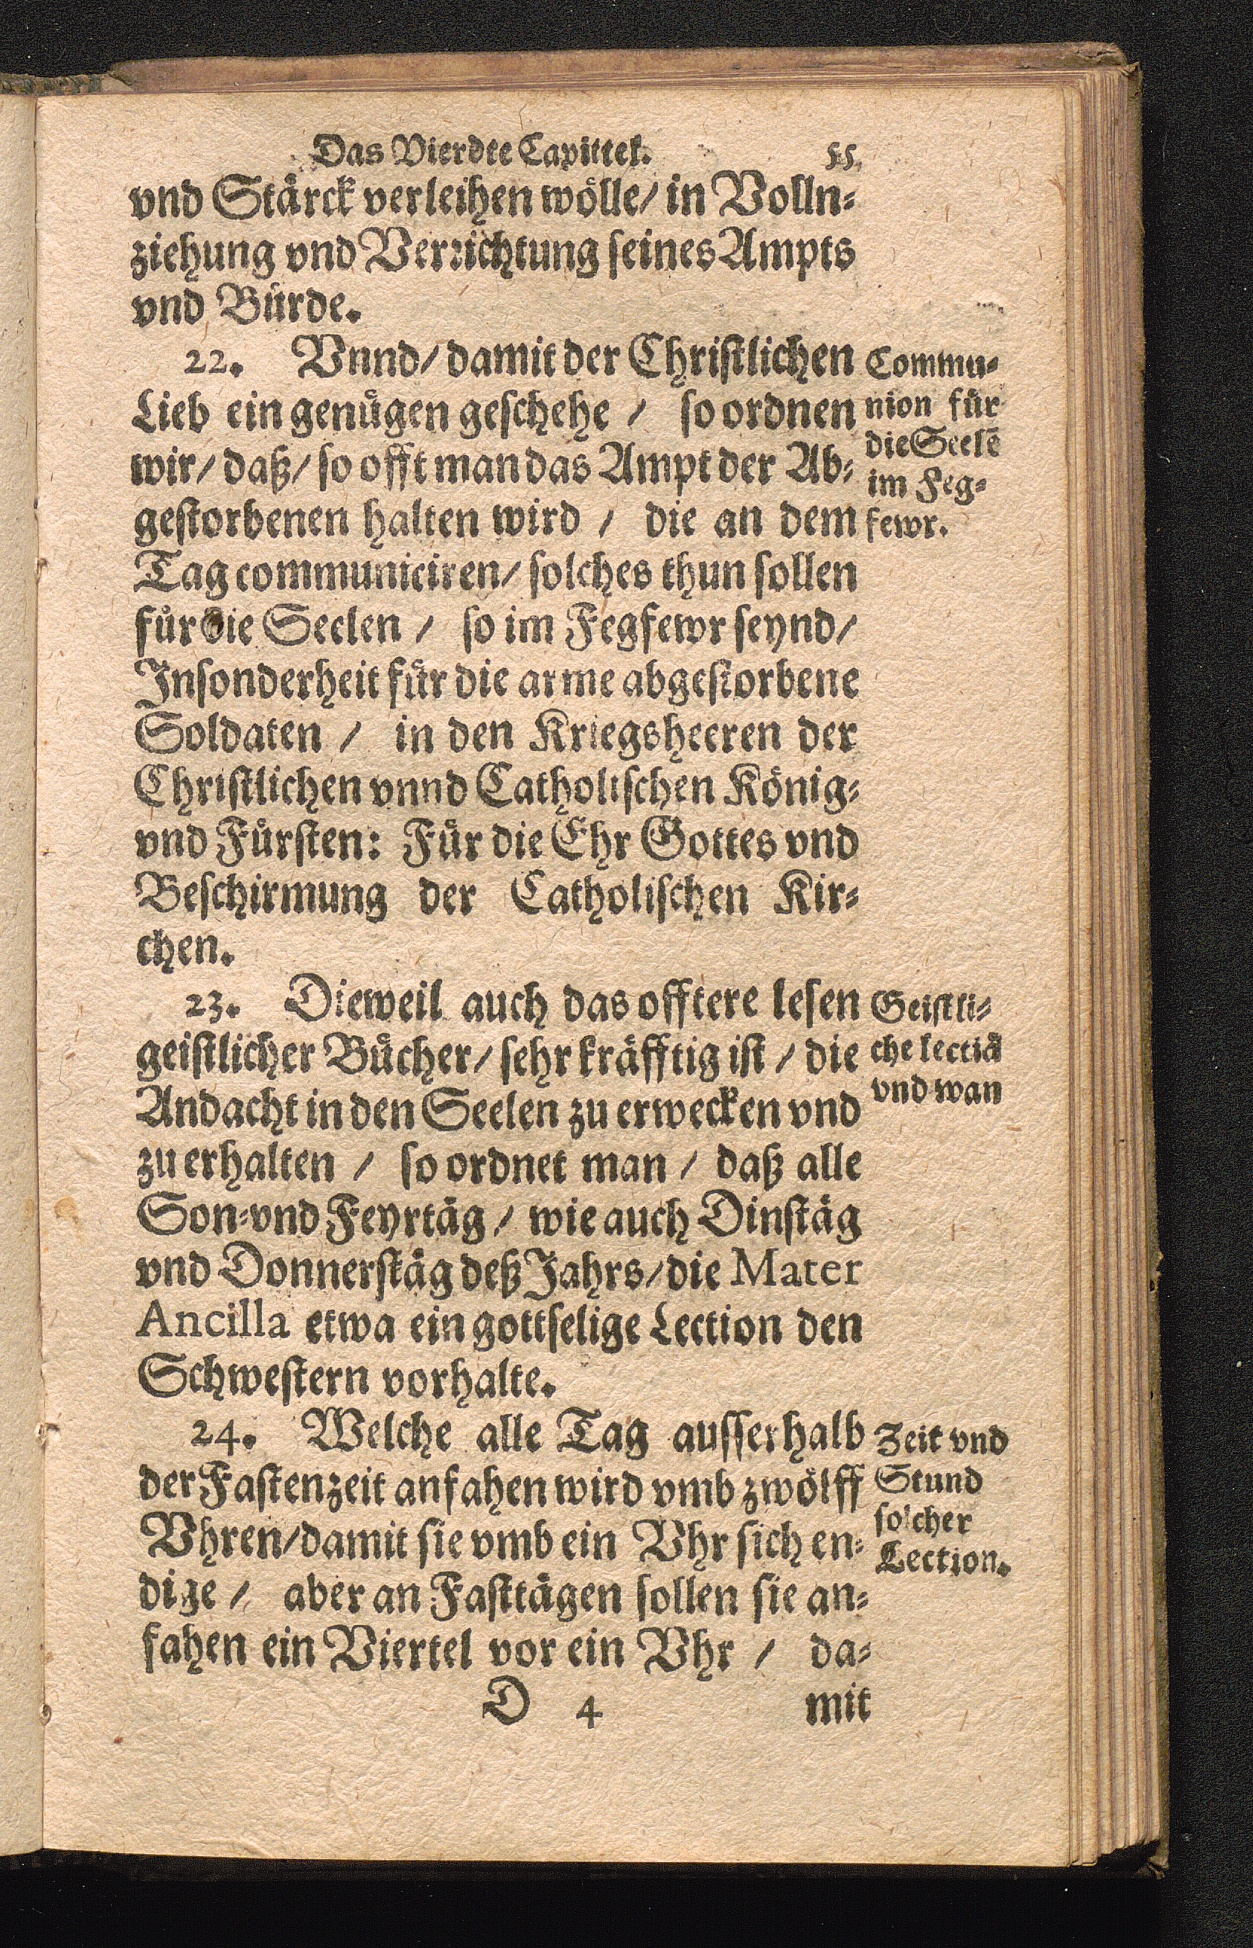 Das Vierdte Capittel. 55.
vnd Stärck verleihen wölle/ in Volln-
ziehung vnd Verrichtung seines Ampts
vnd Bürde.
22. Vnnd/ damit der Christlichen
Lieb ein genügen geschehe / so ordnen
wir/ daß/ so offt man das Ampt der Ab-
gestorbenen halten wird / die an dem
Tag communiciren/ solches thun sollen
für die Seelen / so im Fegfewr seynd/
Insonderheit für die arme abgestorbene
Soldaten / in den Kriegsheeren der
Christlichen vnnd Catholischen König-
vnd Fürsten: Für die Ehr Gottes vnd
Beschirmung der Catholischen Kir-
chen.
Commu-
nion für
die Seelē
im Feg-
fewr.
23. Dieweil auch das offtere lesen
geistlicher Bücher/ sehr kräfftig ist / die
Andacht in den Seelen zu erwecken vnd
zu erhalten / so ordnet man / daß alle
Son-vnd Feyrtäg / wie auch Dinstäg
vnd Donnerstäg deß Jahrs/ die Mater
Ancilla etwa ein gottselige Lection den
Schwestern vorhalte.
Geistli-
che
vnd wan
24. Welche alle Tag ausserhalb
der Fastenzeit anfahen wird vmb zwölff
Vhren/damit sie vmb ein Vhr sich en-
dige / aber an Fasttägen sollen sie an-
fahen ein Viertel vor ein Vhr / da-
Zeit vnd
Stund
solcher
Lection.
D 4 mit